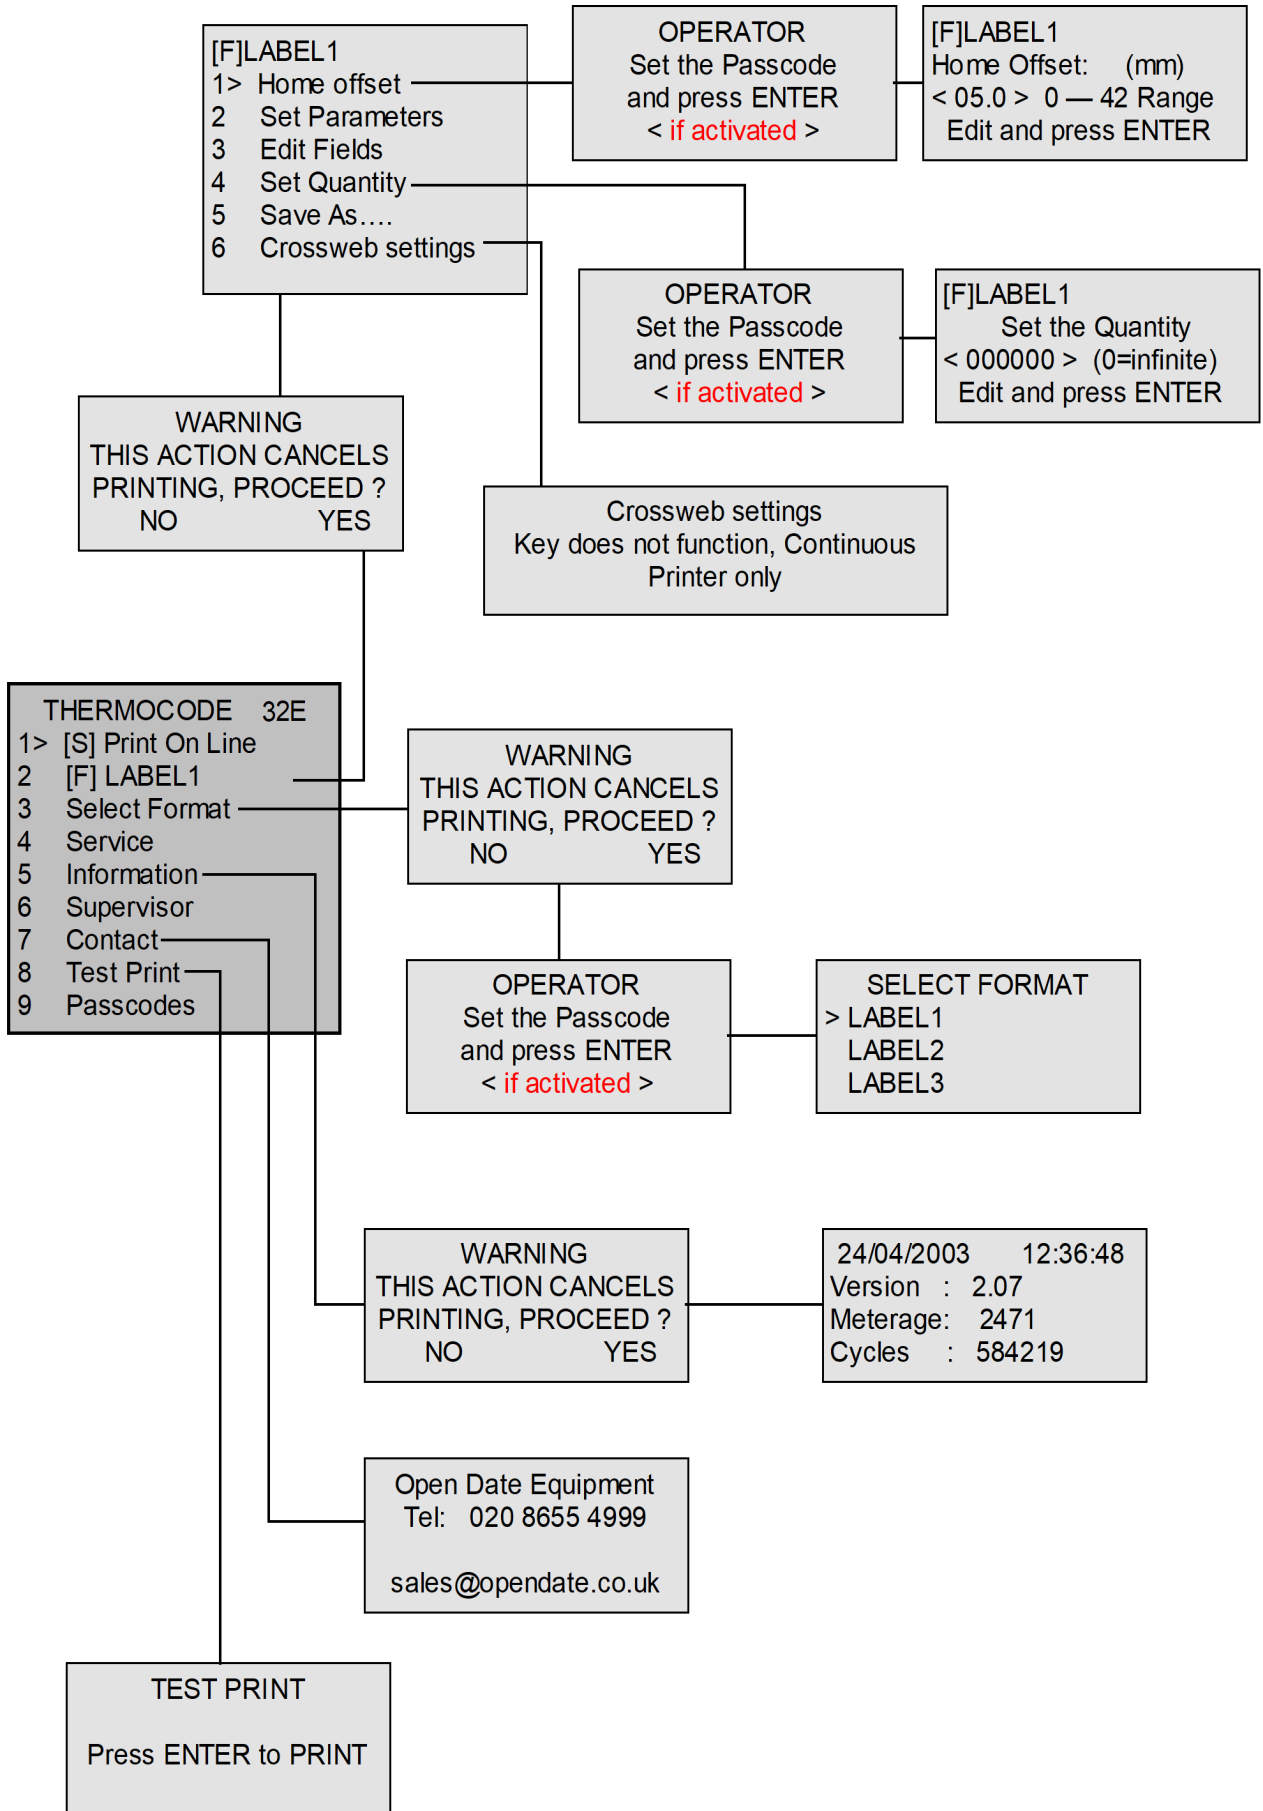 [F]LABEL1
1> Home offset
2 Set Parameters
3 Edit Fields
4 Set Quantity
5 Save As....
6 Crossweb settings
OPERATOR
Set the Passcode
and press ENTER
< if activated >
[F]LABEL1
Home Offset: (mm)
< 05.0 > 0 — 42 Range
Edit and press ENTER
OPERATOR
Set the Passcode
and press ENTER
< if activated >
[F]LABEL1
Set the Quantity
< 000000 > (0=infinite)
Edit and press ENTER
WARNING
THIS ACTION CANCELS
PRINTING, PROCEED ?
NO YES
Crossweb settings
Key does not function, Continuous
Printer only
THERMOCODE 32E
1> [S] Print On Line
2 [F] LABEL1
3 Select Format
4 Service
5 Information
6 Supervisor
7 Contact
8 Test Print
9 Passcodes
WARNING
THIS ACTION CANCELS
PRINTING, PROCEED ?
NO YES
OPERATOR
Set the Passcode
and press ENTER
< if activated >
SELECT FORMAT
> LABEL1
LABEL2
LABEL3
WARNING
THIS ACTION CANCELS
PRINTING, PROCEED ?
NO YES
24/04/2003 12:36:48
Version : 2.07
Meterage: 2471
Cycles : 584219
Open Date Equipment
Tel: 020 8655 4999
sales@opendate.co.uk
TEST PRINT
Press ENTER to PRINT